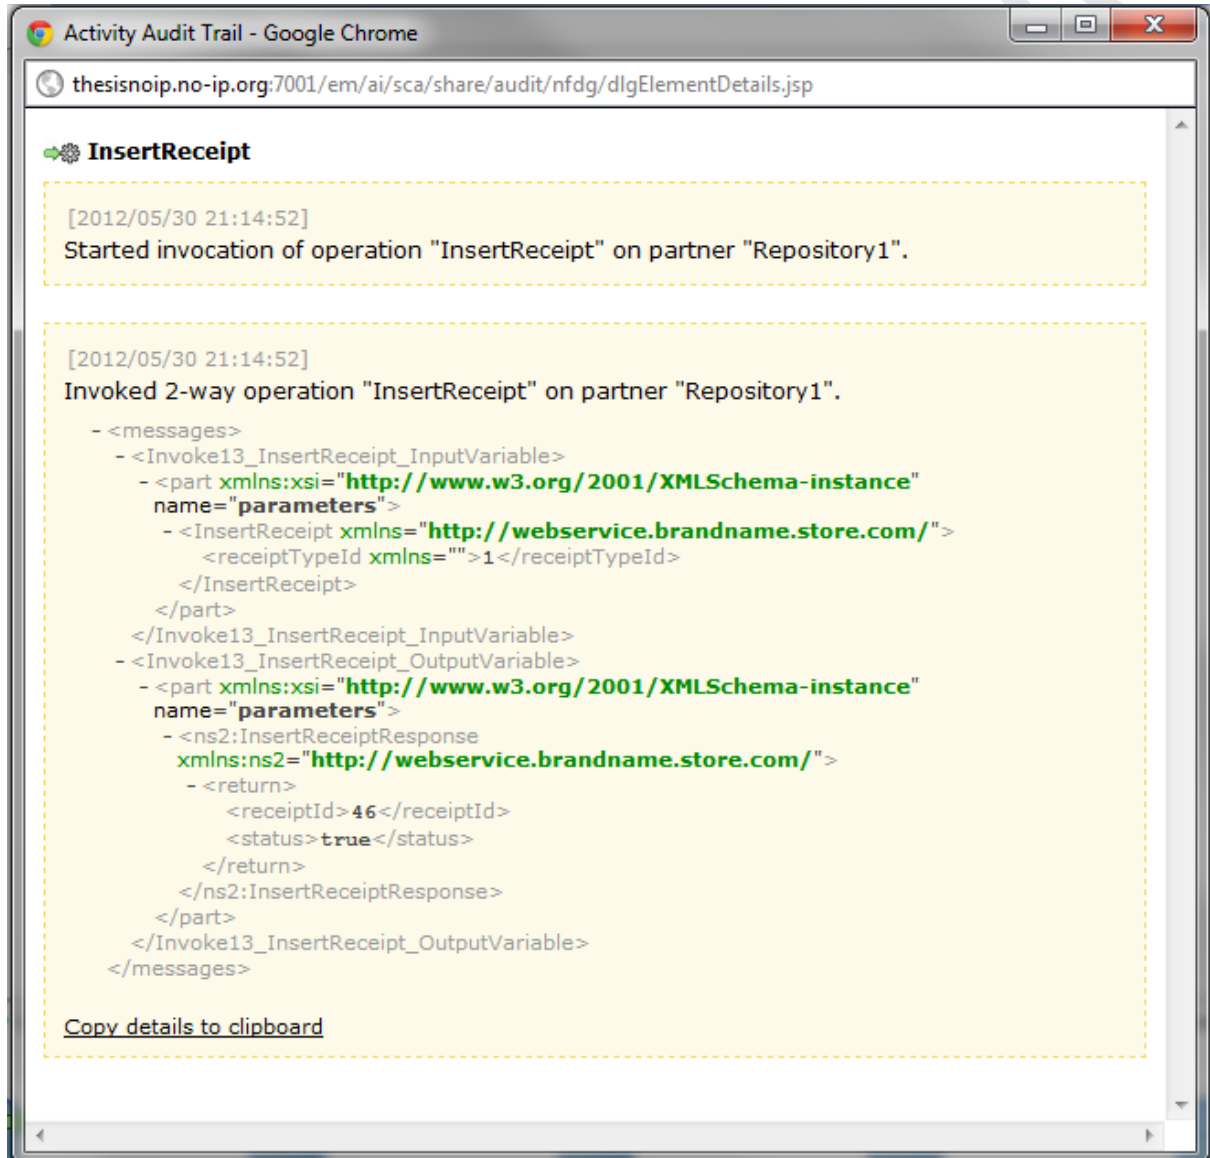 Activity Audit Trail - Google Chrome
thesisnoip.no-ip.org:7001/em/ai/sca/share/audit/nfdg/dlgElementDetails.jsp
InsertReceipt
[2012/05/30 21:14:52]
Started invocation of operation "InsertReceipt" on partner "Repository1".
[2012/05/30 21:14:52]
Invoked 2-way operation "InsertReceipt" on partner "Repository1".
- <messages>
- <Invoke13_InsertReceipt_InputVariable>
- <part xmlns:xsi="http://www.w3.org/2001/XMLSchema-instance"
name="parameters">
- <InsertReceipt xmlns="http://webservice.brandname.store.com/">
<receiptTypeId xmlns="">1</receiptTypeId>
</InsertReceipt>
</part>
</Invoke13_InsertReceipt_InputVariable>
- <Invoke13_InsertReceipt_OutputVariable>
- <part xmlns:xsi="http://www.w3.org/2001/XMLSchema-instance"
name="parameters">
- <ns2:InsertReceiptResponse
xmlns:ns2="http://webservice.brandname.store.com/">
- <return>
<receiptId>46</receiptId>
<status>true</status>
</return>
</ns2:InsertReceiptResponse>
</part>
</Invoke13_InsertReceipt_OutputVariable>
</messages>
Copy details to clipboard